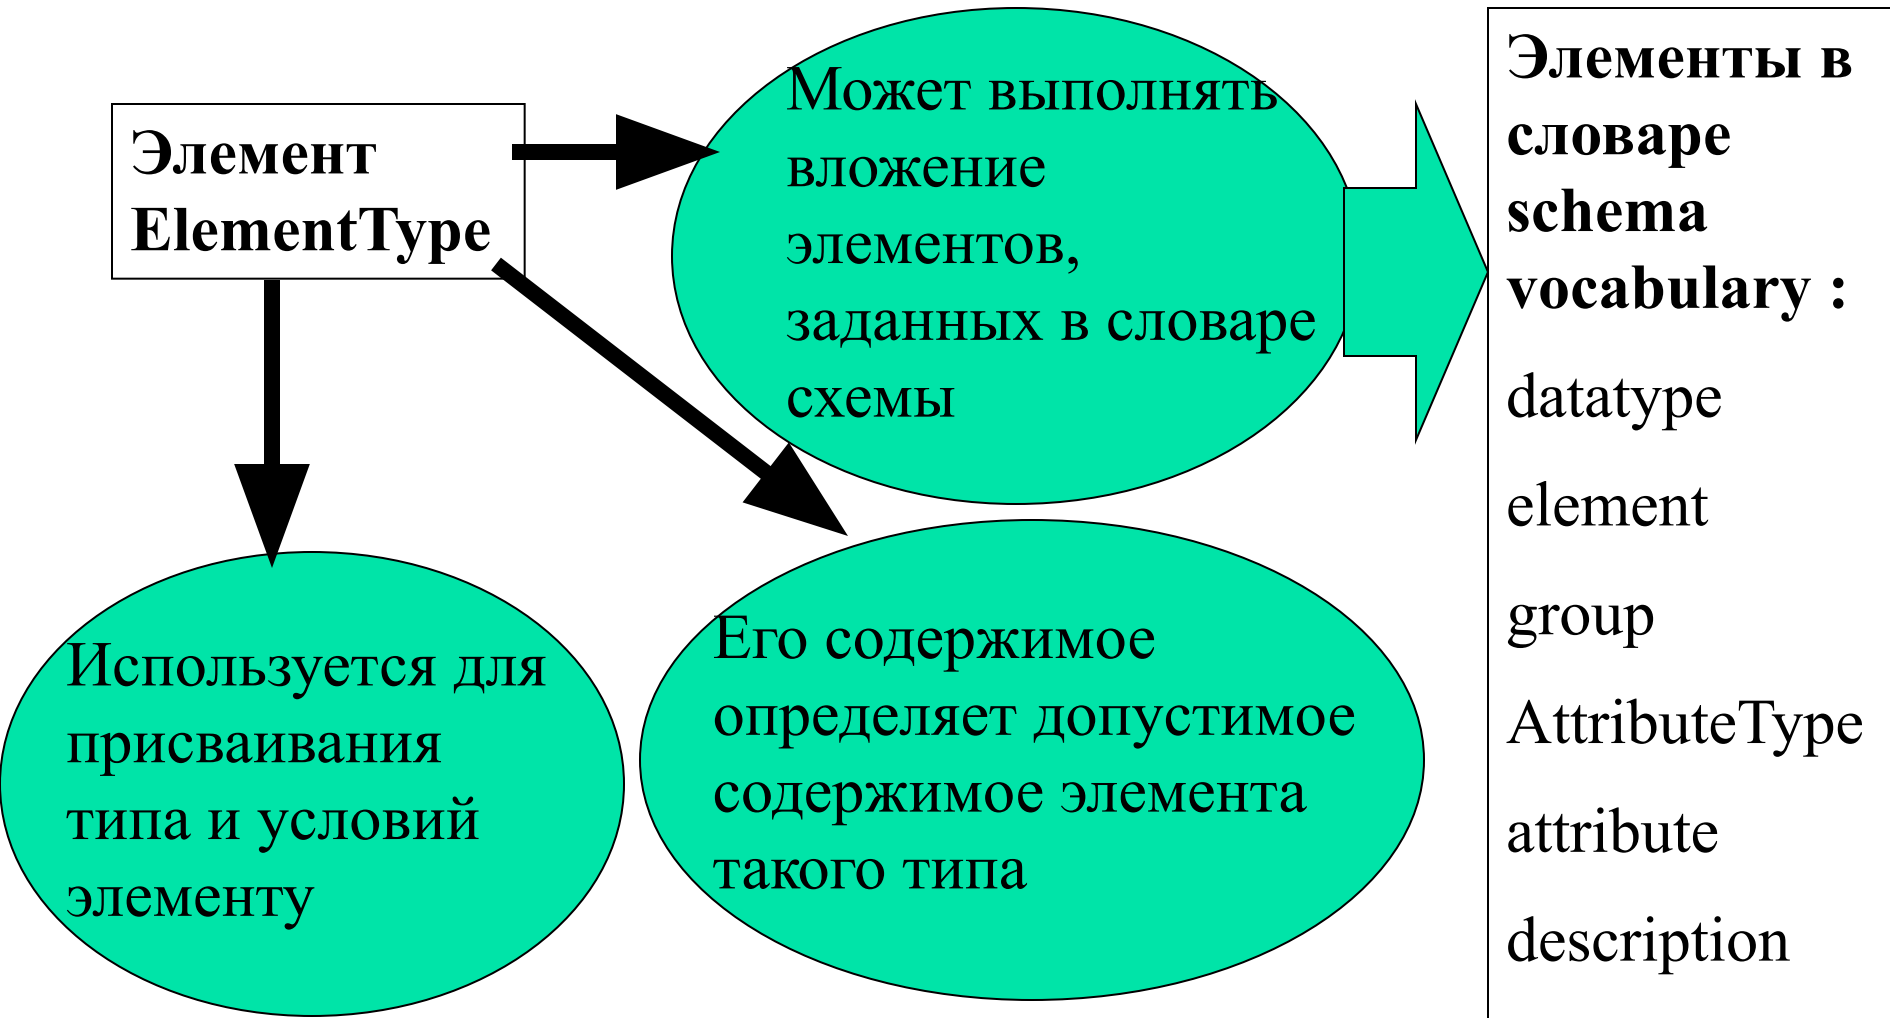 Элемент
ElementType
Может выполнять
вложение
элементов,
заданных в словаре
схемы
Используется для
присваивания
типа и условий
элементу
Его содержимое
определяет допустимое
содержимое элемента
такого типа
Элементы в
словаре
schema
vocabulary :
datatype
element
group
AttributeType
attribute
description